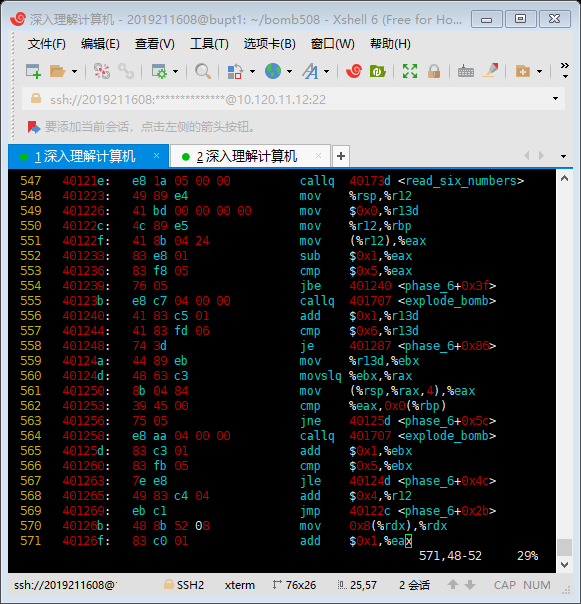 深入理解计算机 - 2019211608@bupt1: ~/bomb508 - Xshell 6 (Free for Ho...
文件(F) 编辑(E) 查看(V) 工具(T) 选项卡(B) 窗口(W) 帮助(H)
ssh://2019211608:**************@10.120.11.12:22
要添加当前会话，点击左侧的箭头按钮。
1 深入理解计算机 × 2 深入理解计算机 × +
547 40121e: e8 1a 05 00 00 callq 40173d <read_six_numbers>
548 401223: 49 89 e4 mov %rsp,%r12
549 401226: 41 bd 00 00 00 00 mov $0x0,%r13d
550 40122c: 4c 89 e5 mov %r12,%rbp
551 40122f: 41 8b 04 24 mov (%r12),%eax
552 401233: 83 e8 01 sub $0x1,%eax
553 401236: 83 f8 05 cmp $0x5,%eax
554 401239: 76 05 jbe 401240 <phase_6+0x3f>
555 40123b: e8 c7 04 00 00 callq 401707 <explode_bomb>
556 401240: 41 83 c5 01 add $0x1,%r13d
557 401244: 41 83 fd 06 cmp $0x6,%r13d
558 401248: 74 3d je 401287 <phase_6+0x86>
559 40124a: 44 89 eb mov %r13d,%ebx
560 40124d: 48 63 c3 movslq %ebx,%rax
561 401250: 8b 04 84 mov (%rsp,%rax,4),%eax
562 401253: 39 45 00 cmp %eax,0x0(%rbp)
563 401256: 75 05 jne 40125d <phase_6+0x5c>
564 401258: e8 aa 04 00 00 callq 401707 <explode_bomb>
565 40125d: 83 c3 01 add $0x1,%ebx
566 401260: 83 fb 05 cmp $0x5,%ebx
567 401263: 7e e8 jle 40124d <phase_6+0x4c>
568 401265: 49 83 c4 04 add $0x4,%r12
569 401269: eb c1 jmp 40122c <phase_6+0x2b>
570 40126b: 48 8b 52 08 mov 0x8(%rdx),%rdx
571 40126f: 83 c0 01 add $0x1,%eax
571,48-52 29%
ssh://2019211608@ SSH2 xterm 76x26 25,57 2 会话 CAP NUM